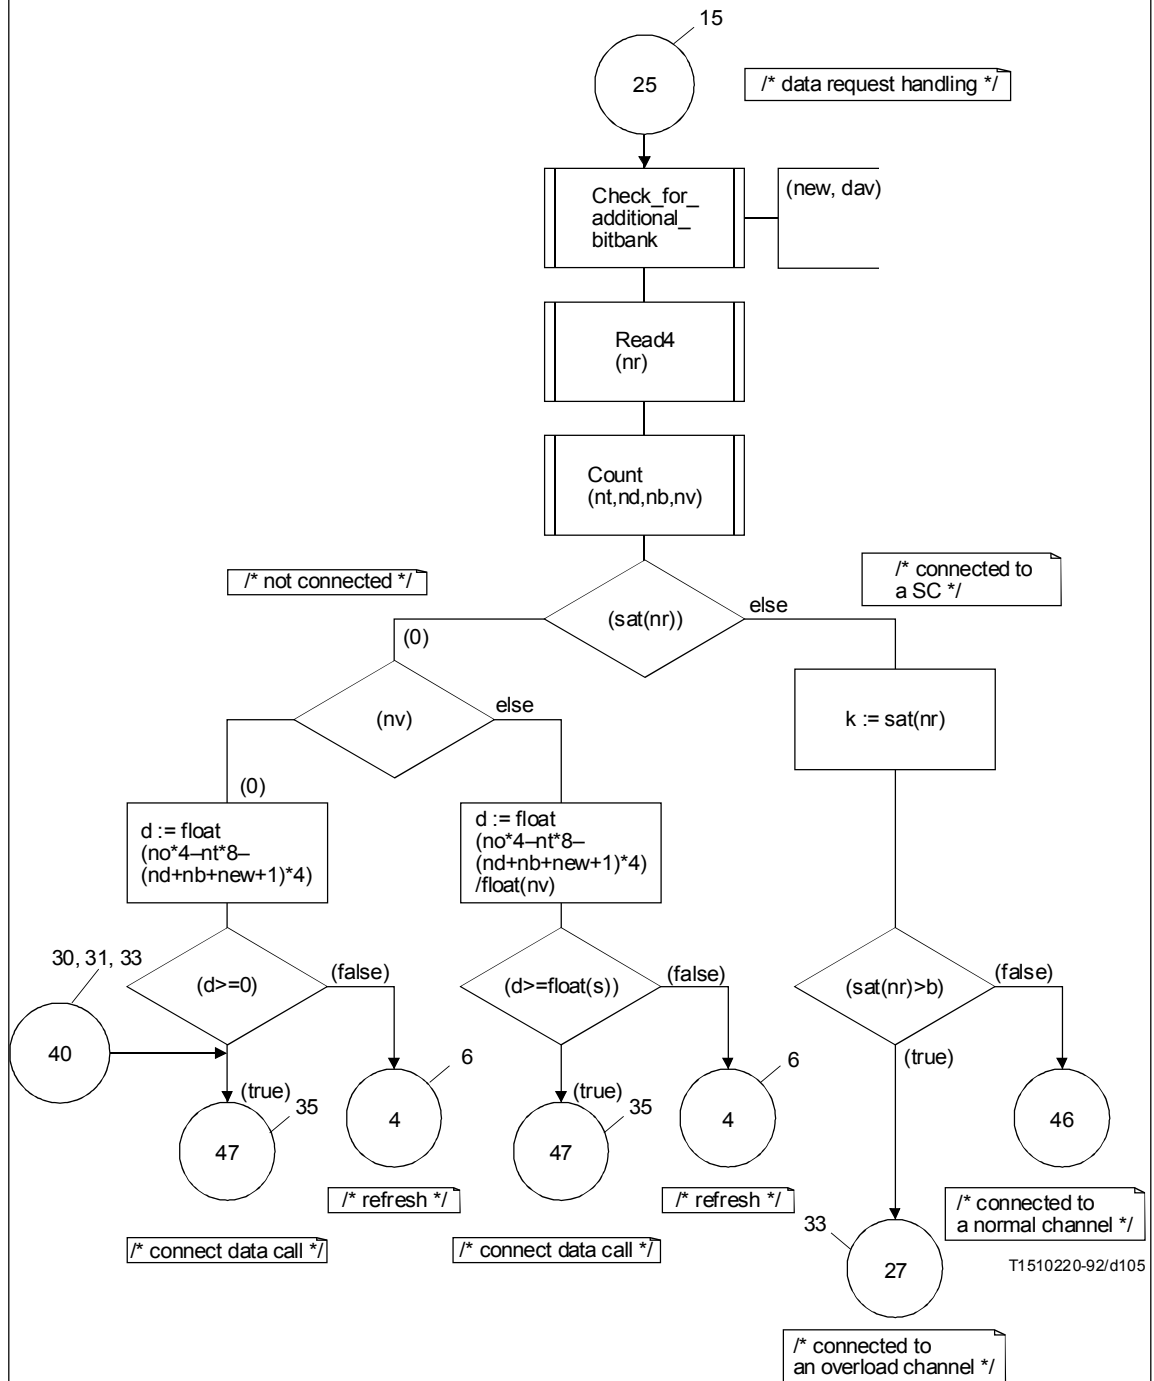 15
25
/* data request handling */
Check_for_
additional_
bitbank
(new, dav)
Read4
(nr)
Count
(nt,nd,nb,nv)
/* not connected */
/* connected to
a SC */
(sat(nr))
else
(0)
(nv)
else
k := sat(nr)
(0)
d := float
(no*4–nt*8–
(nd+nb+new+1)*4)
d := float
(no*4–nt*8–
(nd+nb+new+1)*4)
/float(nv)
30, 31, 33
(d>=0)
(false)
(d>=float(s))
(false)
(sat(nr)>b)
(false)
40
(true)
6
6
(true)
35
(true)
35
47
4
47
4
46
/* refresh */
/* refresh */
/* connected to
a normal channel */
/* connect data call */
/* connect data call */
33
27
T1510220-92/d105
/* connected to
an overload channel */